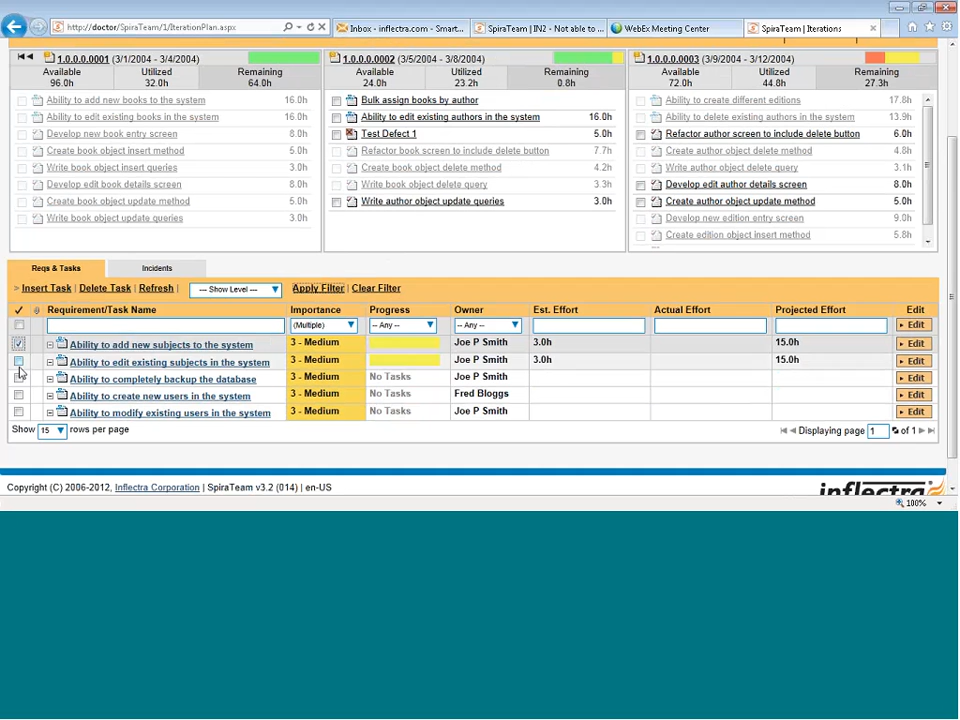 http://doctor/SpiraTeam/1/IterationPlan.aspx
Inbox - inflectra.com - Smart...
SpiraTeam | IN2 - Not able to ...
WebEx Meeting Center
SpiraTeam | Iterations
1.0.0.0.0001 (3/1/2004 - 3/4/2004)
Available Utilized Remaining
96.0h 32.0h 64.0h
Ability to add new books to the system 16.0h
Ability to edit existing books in the system 16.0h
Develop new book entry screen 8.0h
Create book object insert method 5.0h
Write book object insert queries 3.0h
Develop edit book details screen 8.0h
Create book object update method 5.0h
Write book object update queries 3.0h
1.0.0.0.0002 (3/5/2004 - 3/8/2004)
Available Utilized Remaining
24.0h 23.2h 0.8h
Bulk assign books by author
Ability to edit existing authors in the system 16.0h
Test Defect 1 5.0h
Refactor book screen to include delete button 7.7h
Create book object delete method 4.2h
Write book object delete query 3.3h
Write author object update queries 3.0h
1.0.0.0.0003 (3/9/2004 - 3/12/2004)
Available Utilized Remaining
72.0h 44.8h 27.3h
Ability to create different editions 17.8h
Ability to delete existing authors in the system 13.9h
Refactor author screen to include delete button 6.0h
Create author object delete method 4.8h
Write author object delete query 3.1h
Develop edit author details screen 8.0h
Create author object update method 5.0h
Develop new edition entry screen 9.0h
Create edition object insert method 5.8h
Reqs & Tasks Incidents
> Insert Task | Delete Task | Refresh | --- Show Level --- Apply Filter | Clear Filter
Requirement/Task Name Importance Progress Owner Est. Effort Actual Effort Projected Effort Edit
(Multiple) -- Any -- -- Any -- Edit
Ability to add new subjects to the system 3 - Medium Joe P Smith 3.0h 15.0h Edit
Ability to edit existing subjects in the system 3 - Medium Joe P Smith 3.0h 15.0h Edit
Ability to completely backup the database 3 - Medium No Tasks Joe P Smith Edit
Ability to create new users in the system 3 - Medium No Tasks Fred Bloggs Edit
Ability to modify existing users in the system 3 - Medium No Tasks Joe P Smith Edit
Show 15 rows per page Displaying page 1 of 1
Copyright (C) 2006-2012, Inflectra Corporation | SpiraTeam v3.2 (014) | en-US
inflectra
100%